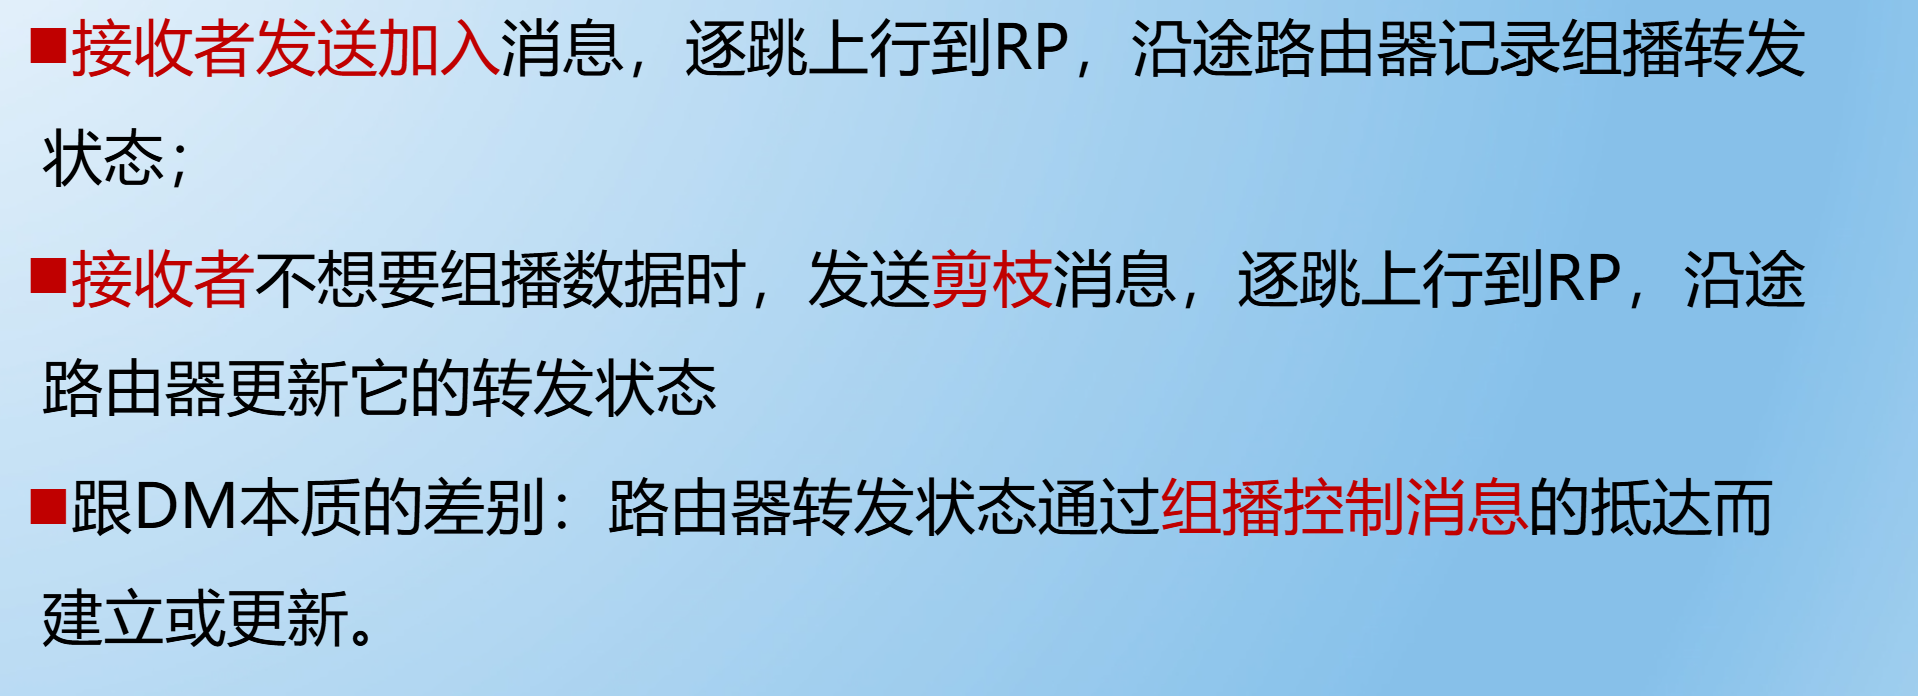 ■接收者发送加入消息，逐跳上行到RP，沿途路由器记录组播转发
状态；
■接收者不想要组播数据时，发送剪枝消息，逐跳上行到RP，沿途
路由器更新它的转发状态
■跟DM本质的差别：路由器转发状态通过组播控制消息的抵达而
建立或更新。